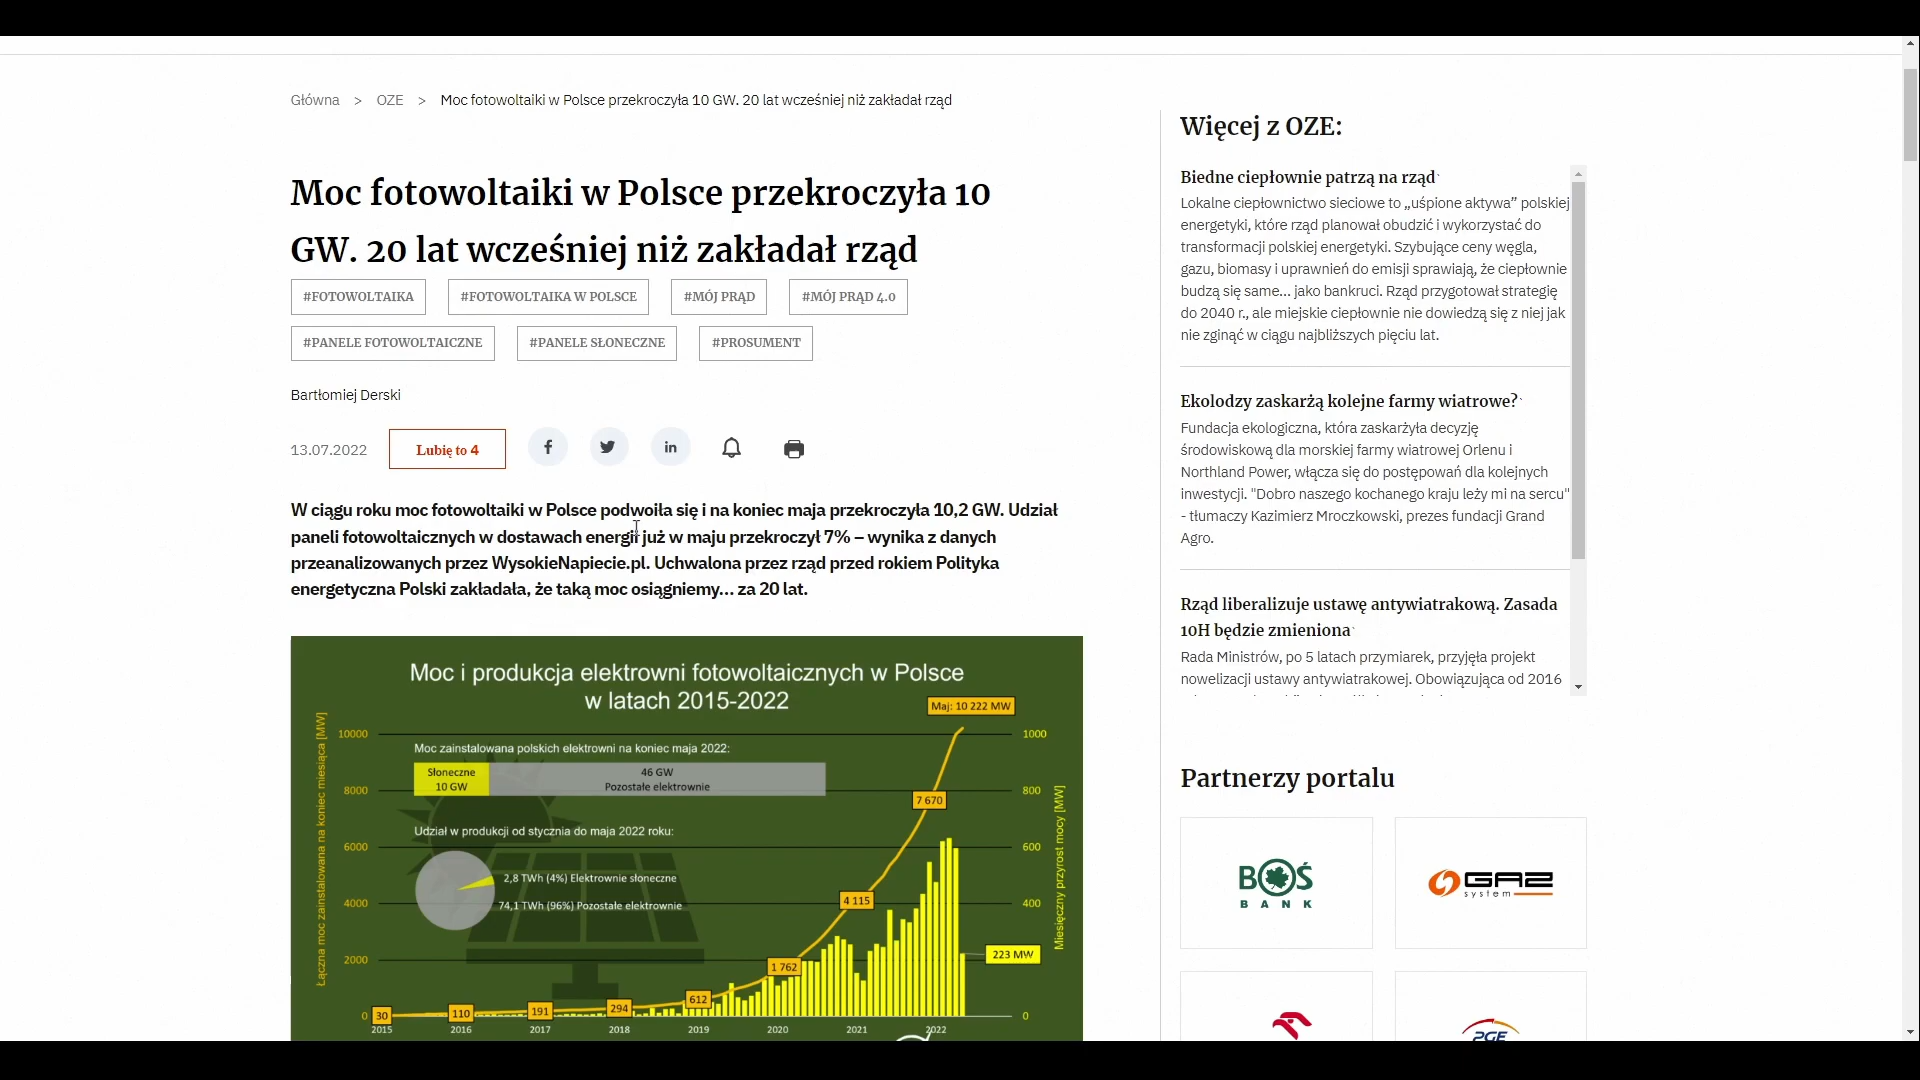 Główna > OZE > Moc fotowoltaiki w Polsce przekroczyła 10 GW. 20 lat wcześniej niż zakładał rząd
Moc fotowoltaiki w Polsce przekroczyła 10
GW. 20 lat wcześniej niż zakładał rząd
#FOTOWOLTAIKA #FOTOWOLTAIKA W POLSCE #MÓJ PRĄD #MÓJ PRĄD 4.0
#PANELE FOTOWOLTAICZNE #PANELE SŁONECZNE #PROSUMENT
Bartłomiej Derski
13.07.2022 Lubię to 4
W ciągu roku moc fotowoltaiki w Polsce podwoiła się i na koniec maja przekroczyła 10,2 GW. Udział
paneli fotowoltaicznych w dostawach energii już w maju przekroczył 7% – wynika z danych
przeanalizowanych przez WysokieNapiecie.pl. Uchwalona przez rząd przed rokiem Polityka
energetyczna Polski zakładała, że taką moc osiągniemy... za 20 lat.
Moc i produkcja elektrowni fotowoltaicznych w Polsce
w latach 2015-2022
Maj: 10 222 MW
Łączna moc zainstalowana na koniec miesiąca [MW]
10000
8000
6000
4000
2000
0
Moc zainstalowana polskich elektrowni na koniec maja 2022:
Słoneczne
10 GW
46 GW
Pozostałe elektrownie
Udział w produkcji od stycznia do maja 2022 roku:
2,8 TWh (4%) Elektrownie słoneczne
74,1 TWh (96%) Pozostałe elektrownie
30
110
191
294
612
1 762
4 115
7 670
223 MW
1000
800
600
400
0
Miesięczny przyrost mocy [MW]
2015 2016 2017 2018 2019 2020 2021 2022
Więcej z OZE:
Biedne ciepłownie patrzą na rząd
Lokalne ciepłownictwo sieciowe to „uśpione aktywa” polskiej
energetyki, które rząd planował obudzić i wykorzystać do
transformacji polskiej energetyki. Szybujące ceny węgla,
gazu, biomasy i uprawnień do emisji sprawiają, że ciepłownie
budzą się same... jako bankruci. Rząd przygotował strategię
do 2040 r., ale miejskie ciepłownie nie dowiedzą się z niej jak
nie zginąć w ciągu najbliższych pięciu lat.
Ekolodzy zaskarżą kolejne farmy wiatrowe?
Fundacja ekologiczna, która zaskarżyła decyzję
środowiskową dla morskiej farmy wiatrowej Orlenu i
Northland Power, włącza się do postępowań dla kolejnych
inwestycji. "Dobro naszego kochanego kraju leży mi na sercu"
- tłumaczy Kazimierz Mroczkowski, prezes fundacji Grand
Agro.
Rząd liberalizuje ustawę antywiatrakową. Zasada
10H będzie zmieniona
Rada Ministrów, po 5 latach przymiarek, przyjęła projekt
nowelizacji ustawy antywiatrakowej. Obowiązująca od 2016
Partnerzy portalu
BOŚ
BANK
GAZ
system
PGE